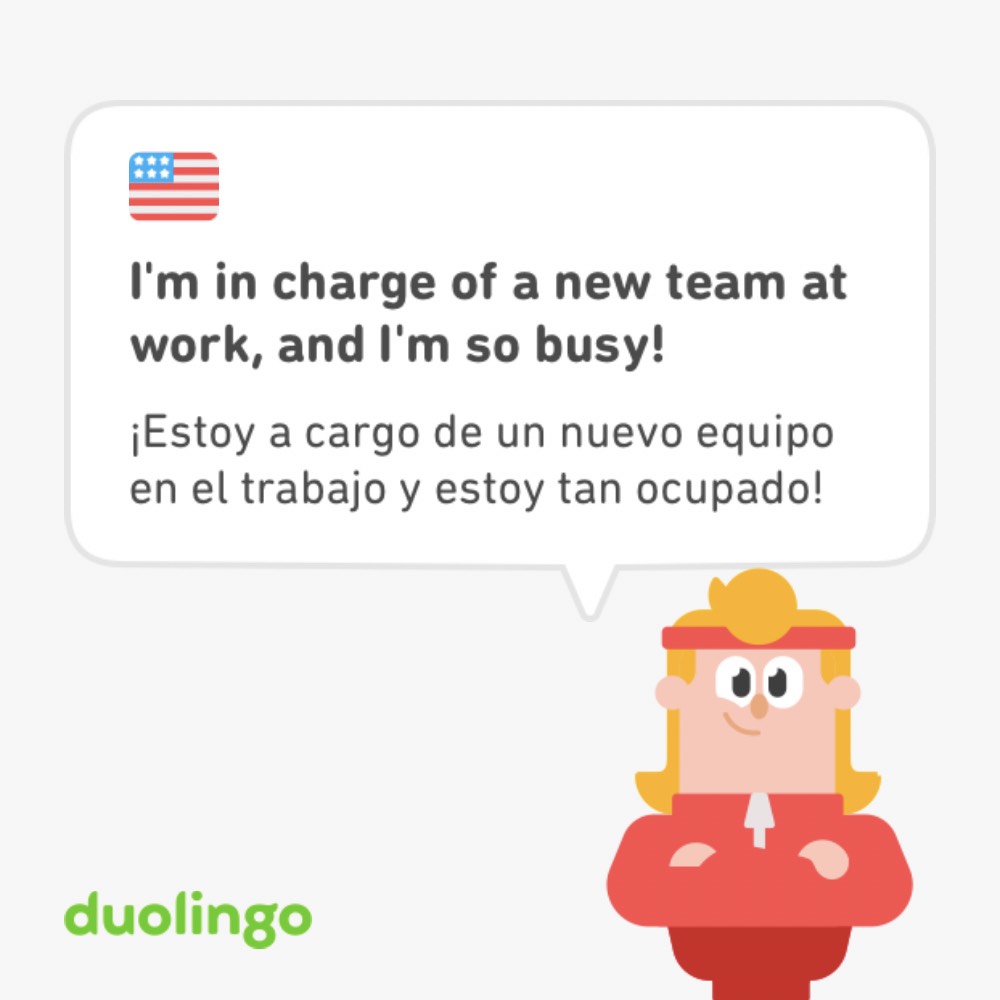 I'm in charge of a new team at
work, and I'm so busy!
¡Estoy a cargo de un nuevo equipo
en el trabajo y estoy tan ocupado!
duolingo